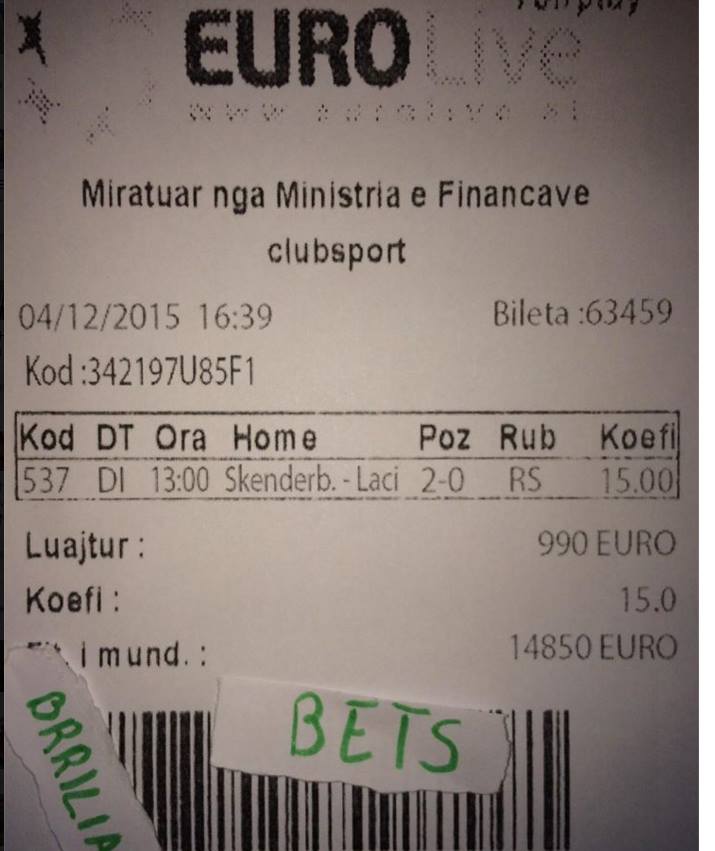 EURO Live
Miratuar nga Ministria e Financave
clubsport
04/12/2015 16:39 Bileta :63459
Kod :342197U85F1
Kod DT Ora Home Poz Rub Koefi
537 DI 13:00 Skenderb. - Laci 2-0 RS 15.00
Luajtur : 990 EURO
Koefi : 15.0
i mund. : 14850 EURO
BETS